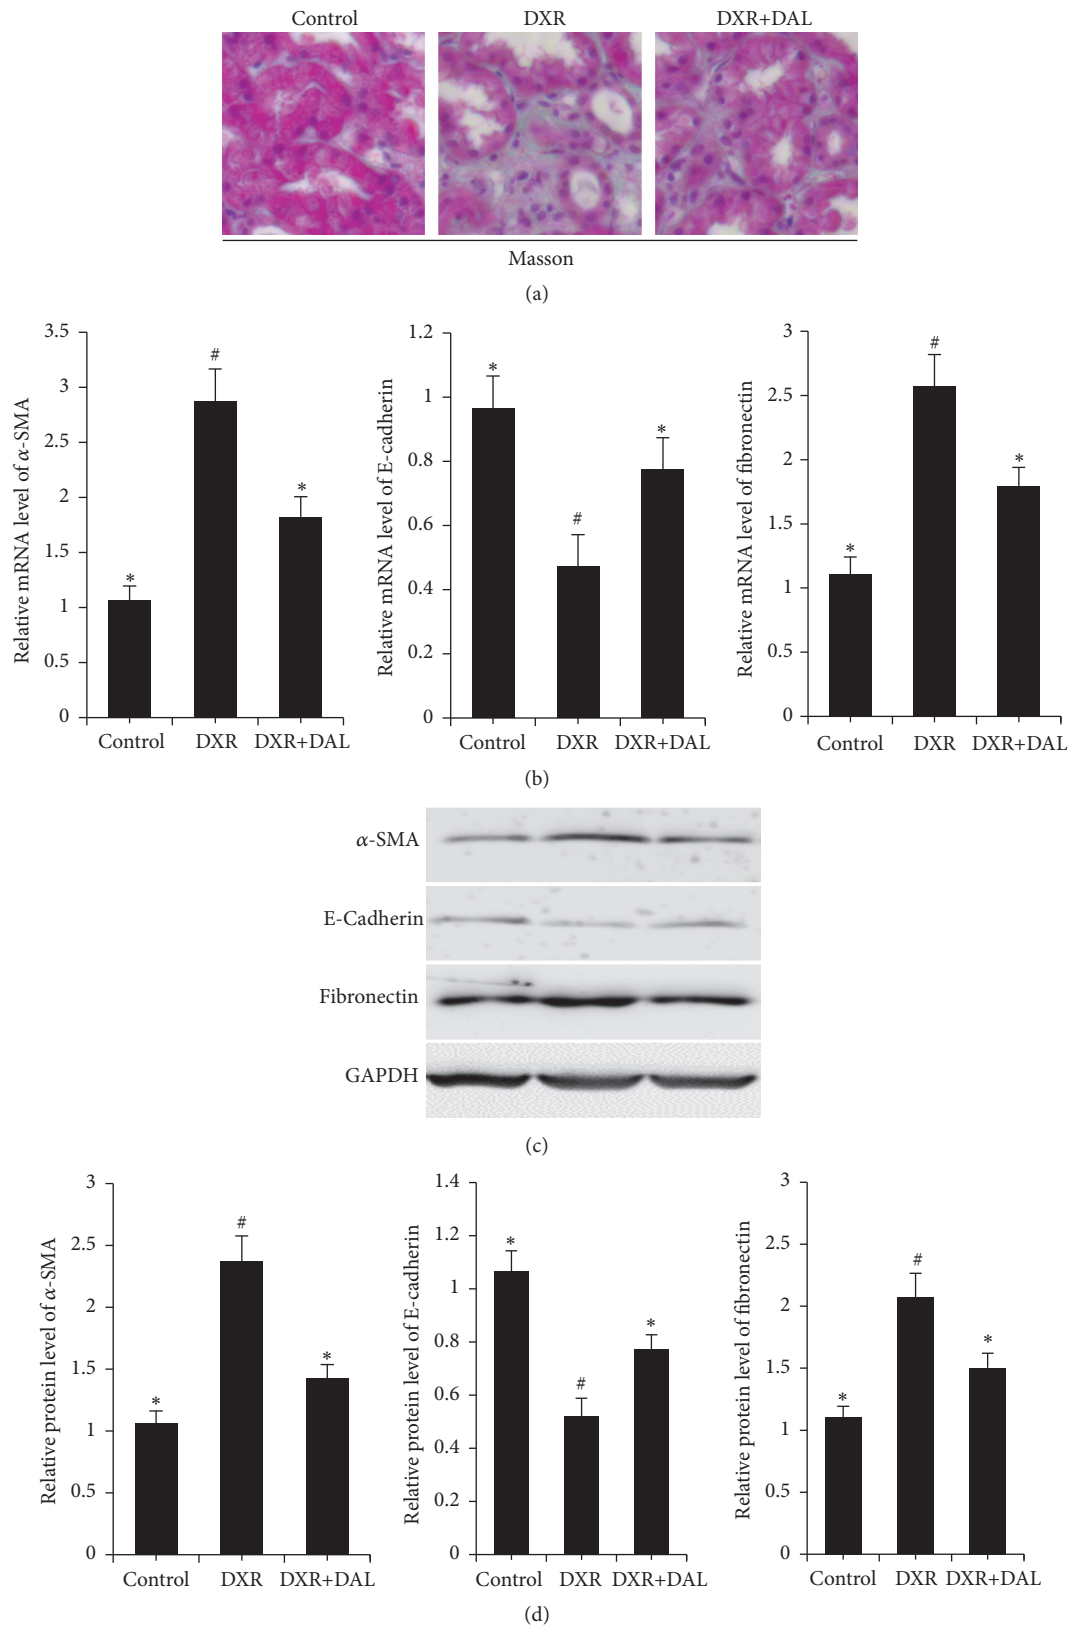 Control DXR DXR+DAL
Masson
(a)
Relative mRNA level of α-SMA
3.5
3
2.5
2
1.5
1
0.5
0
#
*
*
Control DXR DXR+DAL
Relative mRNA level of E-cadherin
1.2
1
0.8
0.6
0.4
0.2
0
*
*
#
Control DXR DXR+DAL
Relative mRNA level of fibronectin
3
2.5
2
1.5
1
0.5
0
#
*
*
Control DXR DXR+DAL
(b)
α-SMA
E-Cadherin
Fibronectin
GAPDH
(c)
Relative protein level of α-SMA
3
2.5
2
1.5
1
0.5
0
#
*
*
Control DXR DXR+DAL
Relative protein level of E-cadherin
1.4
1.2
1
0.8
0.6
0.4
0.2
0
*
*
#
Control DXR DXR+DAL
Relative protein level of fibronectin
3
2.5
2
1.5
1
0.5
0
#
*
*
Control DXR DXR+DAL
(d)